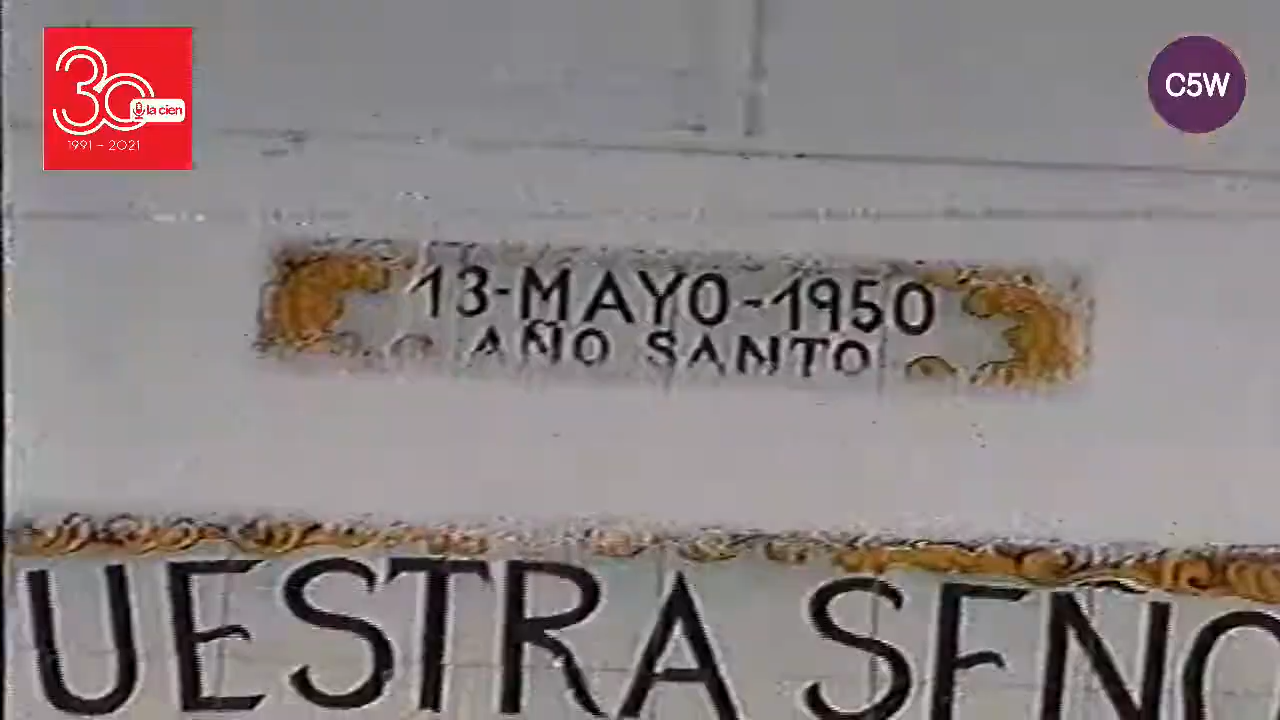 30
la cien
1991 – 2021
C5W
13-MAYO-1950
AÑO SANTO
UESTRA SEÑO